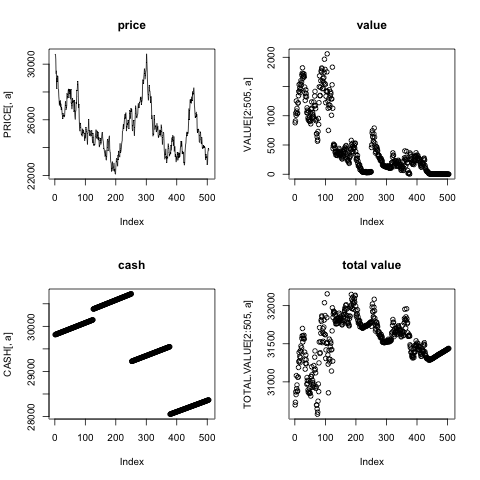 price
PRICE[, a]
30000
26000
22000
0 100 200 300 400 500
Index
value
VALUE[2:505, a]
2000
1000
500
0
0 100 200 300 400 500
Index
cash
CASH[, a]
30000
29000
28000
0 100 200 300 400 500
Index
total value
TOTAL.VALUE[2:505, a]
32000
31000
0 100 200 300 400 500
Index